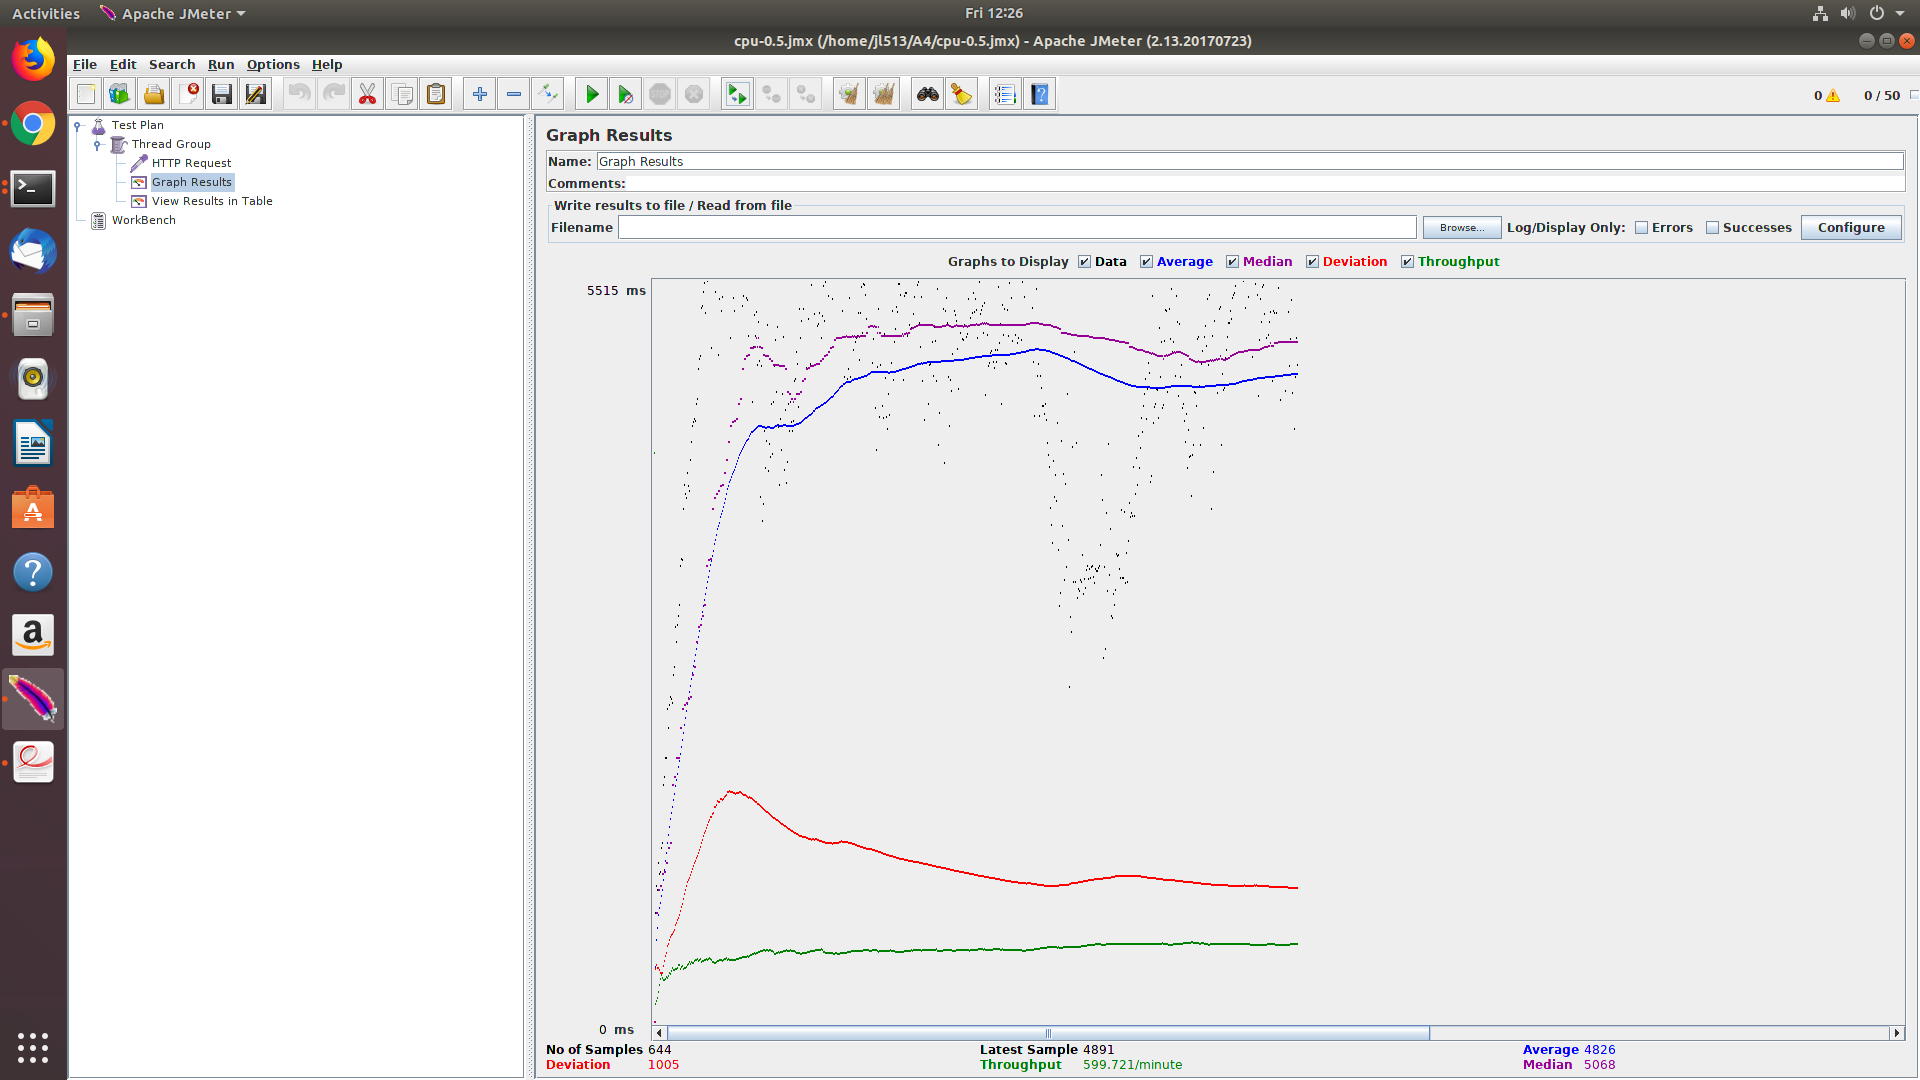 Activities Apache JMeter Fri 12:26
cpu-0.5.jmx (/home/jl513/A4/cpu-0.5.jmx) - Apache JMeter (2.13.20170723)
File Edit Search Run Options Help
0 0 / 50
Test Plan
Thread Group
HTTP Request
Graph Results
View Results in Table
WorkBench
Graph Results
Name: Graph Results
Comments:
Write results to file / Read from file
Filename Browse... Log/Display Only: Errors Successes Configure
Graphs to Display Data Average Median Deviation Throughput
5515 ms
0 ms
No of Samples 644 Latest Sample 4891 Average 4826
Deviation 1005 Throughput 599.721/minute Median 5068